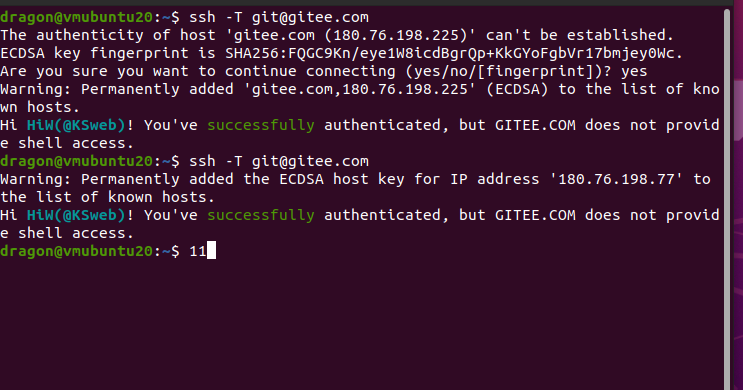 dragon@vmubuntu20:~$ ssh -T git@gitee.com
The authenticity of host 'gitee.com (180.76.198.225)' can't be established.
ECDSA key fingerprint is SHA256:FQGC9Kn/eye1W8icdBgrQp+KkGYoFgbVr17bmjey0Wc.
Are you sure you want to continue connecting (yes/no/[fingerprint])? yes
Warning: Permanently added 'gitee.com,180.76.198.225' (ECDSA) to the list of kno
wn hosts.
Hi HiW(@KSweb)! You've successfully authenticated, but GITEE.COM does not provid
e shell access.
dragon@vmubuntu20:~$ ssh -T git@gitee.com
Warning: Permanently added the ECDSA host key for IP address '180.76.198.77' to
the list of known hosts.
Hi HiW(@KSweb)! You've successfully authenticated, but GITEE.COM does not provid
e shell access.
dragon@vmubuntu20:~$ 11